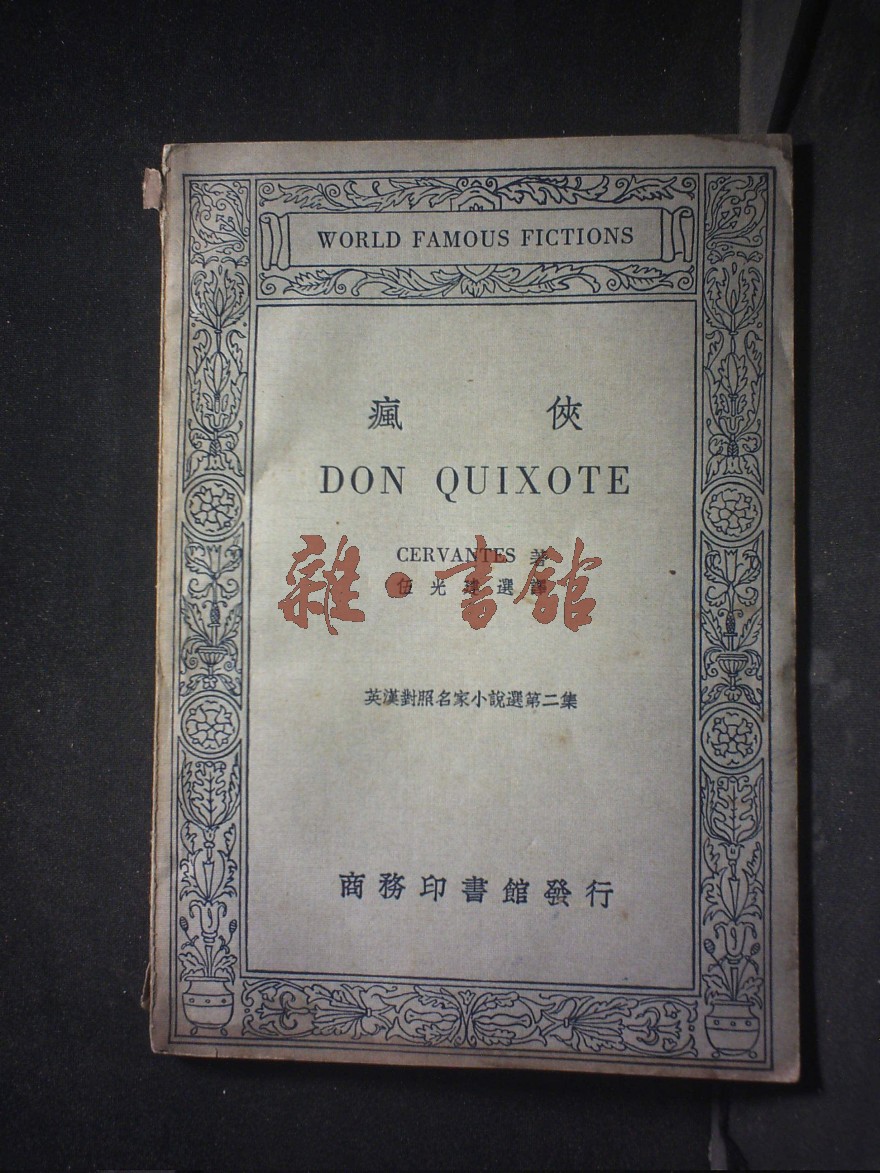 WORLD FAMOUS FICTIONS
瘋 俠
DON QUIXOTE
CERVANTES 著
伍光建選譯
雜·書館
英漢對照名家小說選第二集
商務印書館發行